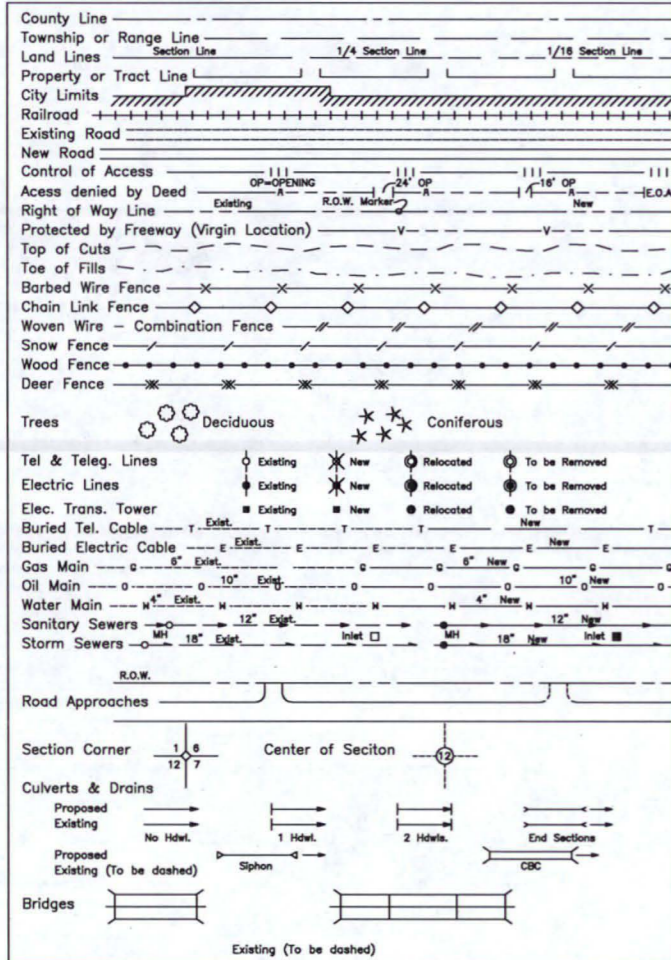 County Line
Township or Range Line
Land Lines Section Line 1/4 Section Line 1/16 Section Line
Property or Tract Line
City Limits
Railroad
Existing Road
New Road
Control of Access
OP=OPENING 24' OP 16' OP
Acess denied by Deed A A A E.O.A
Existing R.O.W. Marker New
Right of Way Line
Protected by Freeway (Virgin Location) V V
Top of Cuts
Toe of Fills
Barbed Wire Fence
Chain Link Fence
Woven Wire - Combination Fence
Snow Fence
Wood Fence
Deer Fence
Trees Deciduous Coniferous
Tel & Teleg. Lines Existing New Relocated To be Removed
Electric Lines Existing New Relocated To be Removed
Elec. Trans. Tower Existing New Relocated To be Removed
Buried Tel. Cable T Exist. T T T New T
Buried Electric Cable E Exist. E E E New E
Gas Main G 6" Exist. G G 6" New G G
Oil Main O O 10" Exist. O O O O 10" New O
Water Main W 4" Exist. W W W W 4" New W
Sanitary Sewers 12" Exist. 12" New
MH Inlet MH Inlet
Storm Sewers 18" Exist. 18" New
R.O.W.
Road Approaches
Section Corner 1 6 12 7 Center of Seciton 12
Culverts & Drains
Proposed
Existing
No Hdwl. 1 Hdwl. 2 Hdwls. End Sections
Proposed
Existing (To be dashed) Siphon CBC
Bridges
Existing (To be dashed)